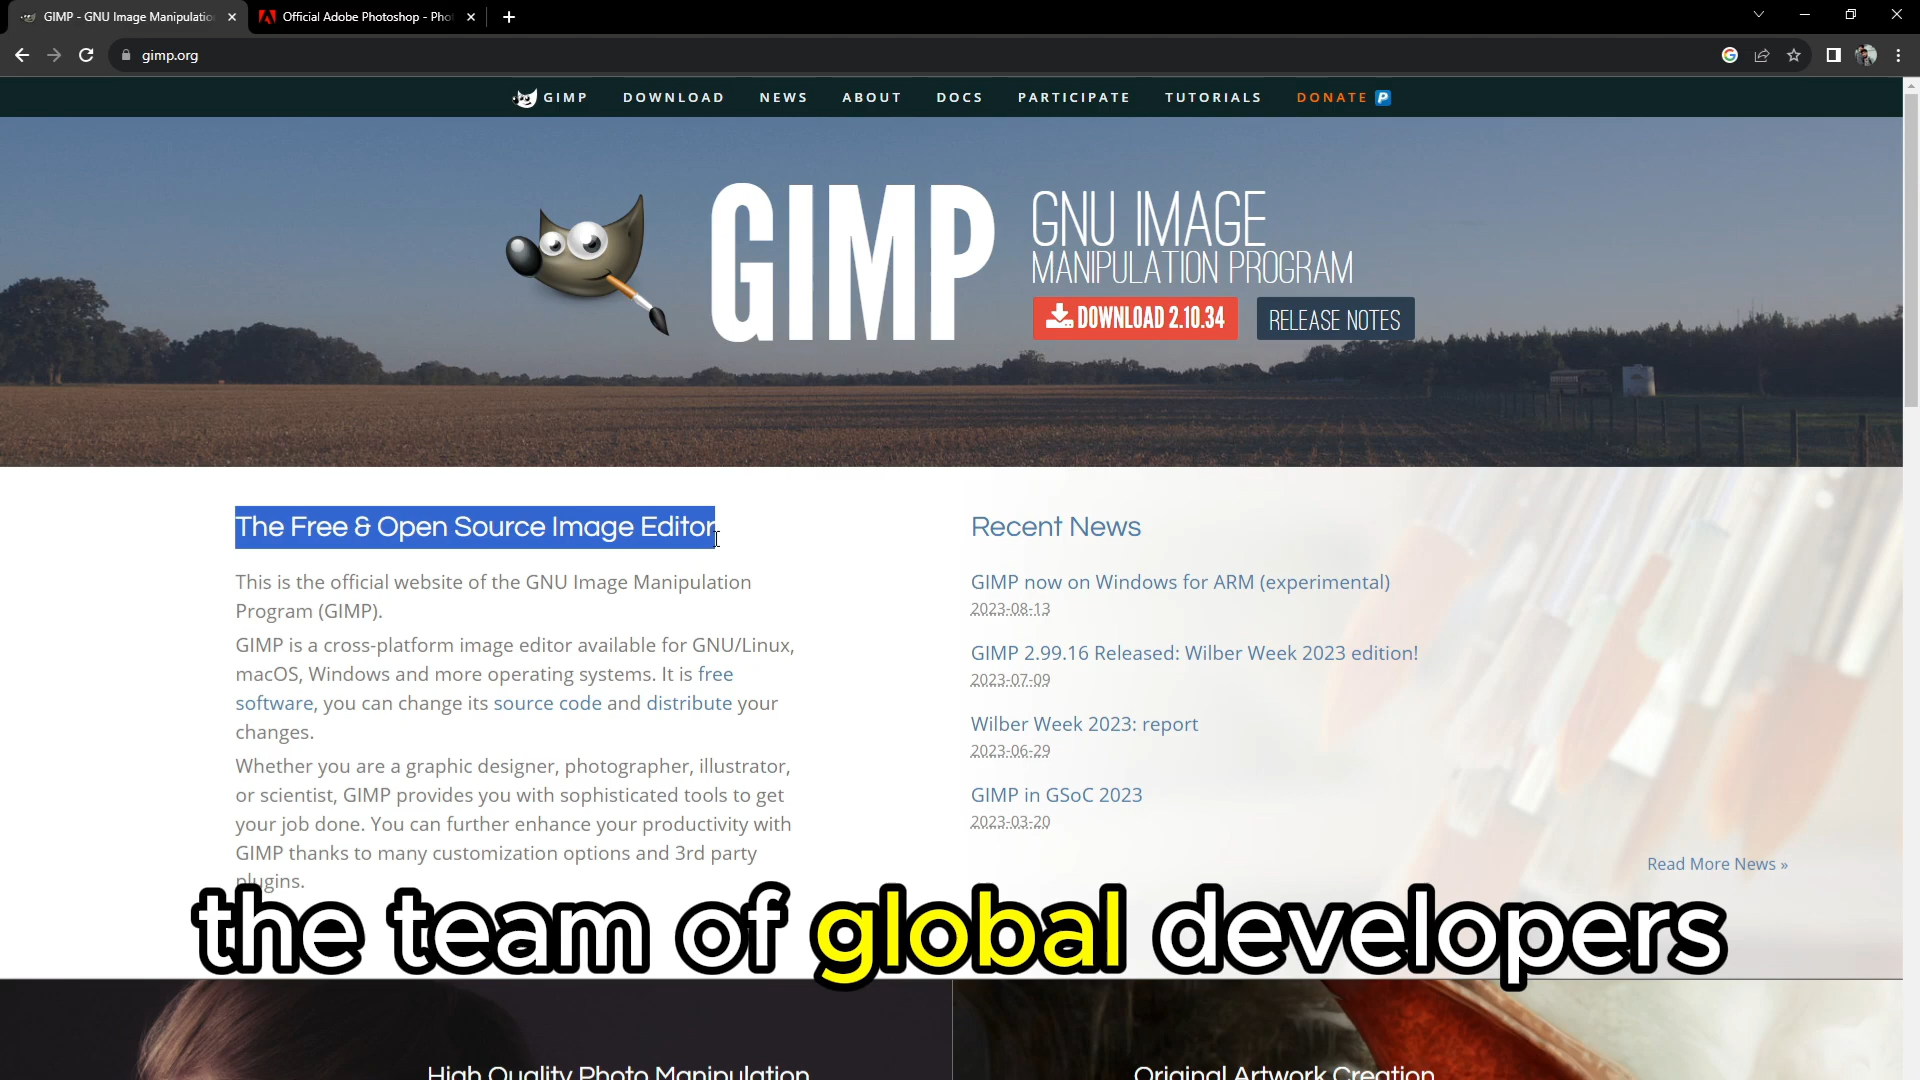 GIMP - GNU Image Manipulatio
Official Adobe Photoshop - Phot
gimp.org
GIMP DOWNLOAD NEWS ABOUT DOCS PARTICIPATE TUTORIALS DONATE
GIMP
GNU IMAGE
MANIPULATION PROGRAM
DOWNLOAD 2.10.34
RELEASE NOTES
The Free & Open Source Image Editor
This is the official website of the GNU Image Manipulation
Program (GIMP).
GIMP is a cross-platform image editor available for GNU/Linux,
macOS, Windows and more operating systems. It is free
software, you can change its source code and distribute your
changes.
Whether you are a graphic designer, photographer, illustrator,
or scientist, GIMP provides you with sophisticated tools to get
your job done. You can further enhance your productivity with
GIMP thanks to many customization options and 3rd party
plugins.
Recent News
GIMP now on Windows for ARM (experimental)
2023-08-13
GIMP 2.99.16 Released: Wilber Week 2023 edition!
2023-07-09
Wilber Week 2023: report
2023-06-29
GIMP in GSoC 2023
2023-03-20
Read More News »
the team of global developers
High Quality Photo Manipulation
Original Artwork Creation